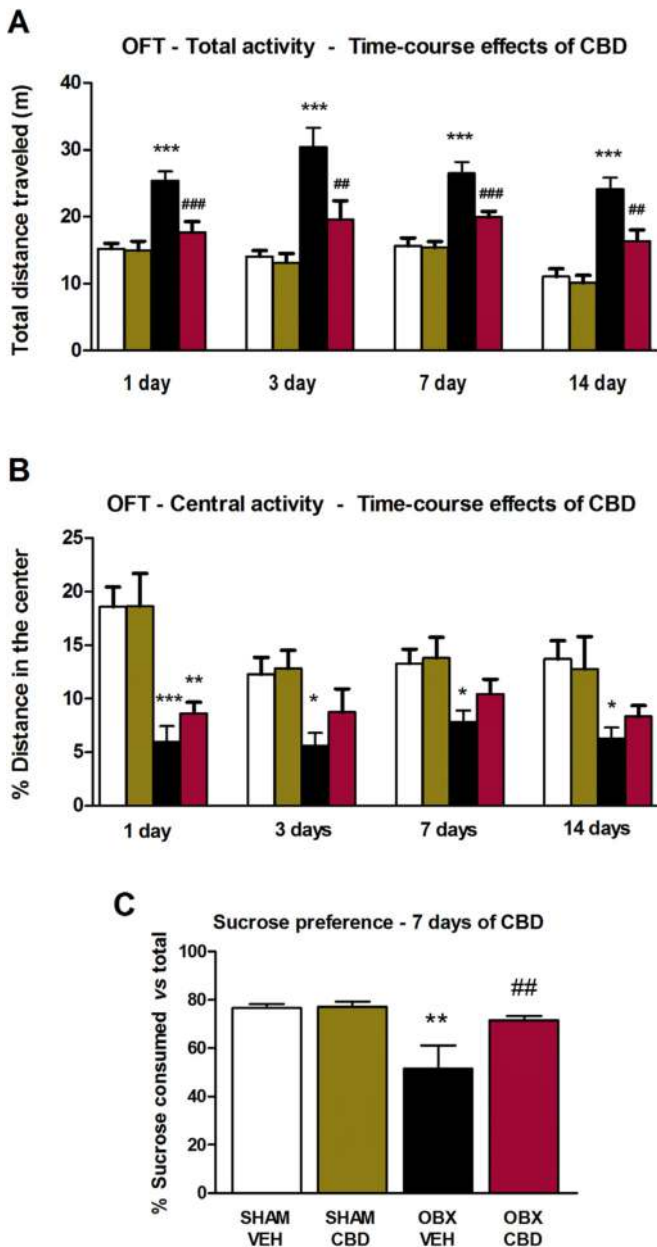 A
OFT - Total activity - Time-course effects of CBD
Total distance traveled (m)
40
30
20
10
0
***
###
***
##
***
###
***
##
1 day
3 day
7 day
14 day
B
OFT - Central activity - Time-course effects of CBD
% Distance in the center
25
20
15
10
5
0
***
**
*
*
*
1 day
3 days
7 days
14 days
C
Sucrose preference - 7 days of CBD
% Sucrose consumed vs total
100
80
60
40
20
0
**
##
SHAM
VEH
SHAM
CBD
OBX
VEH
OBX
CBD